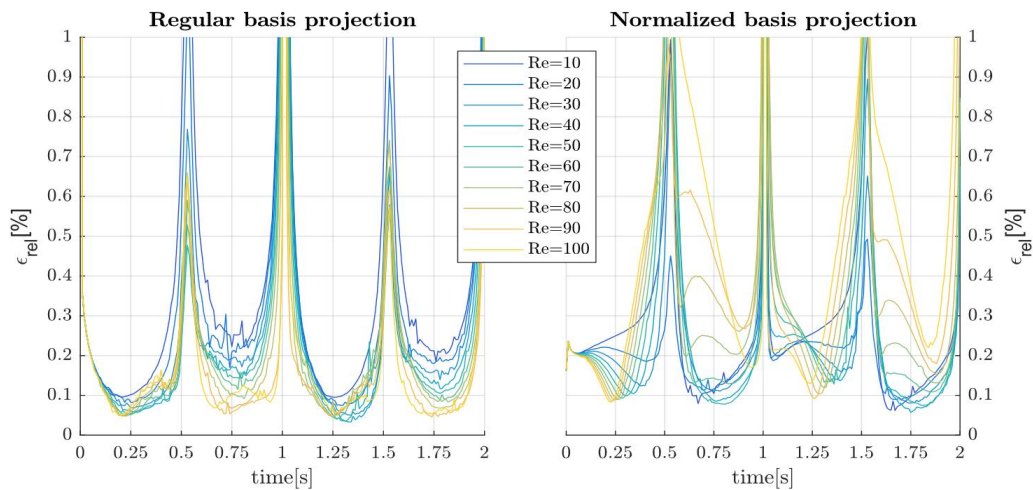 Regular basis projection
Normalized basis projection
1
0.9
0.8
0.7
0.6
0.5
0.4
0.3
0.2
0.1
0
ϵrel[%]
0
0.25
0.5
0.75
1
1.25
1.5
1.75
2
time[s]
Re=10
Re=20
Re=30
Re=40
Re=50
Re=60
Re=70
Re=80
Re=90
Re=100
0
0.25
0.5
0.75
1
1.25
1.5
1.75
2
time[s]
1
0.9
0.8
0.7
0.6
0.5
0.4
0.3
0.2
0.1
0
ϵrel[%]